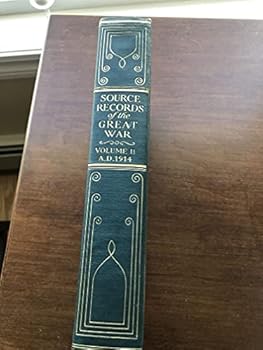 SOURCE
RECORDS
of the
GREAT
WAR
VOLUME II
A.D. 1914